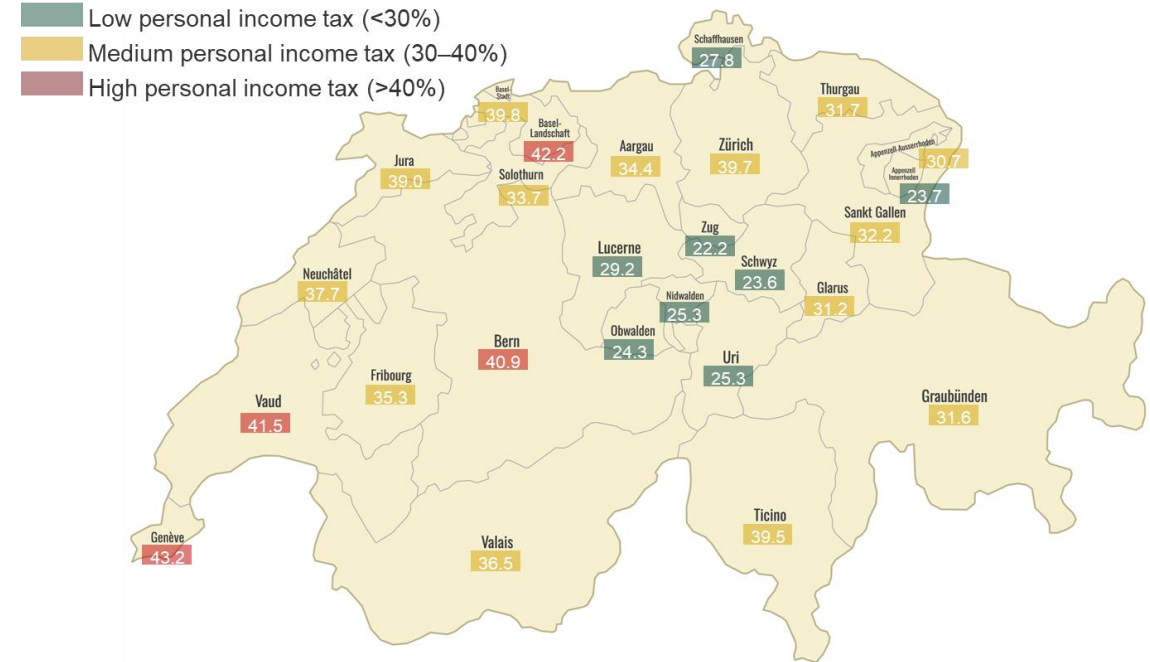 Low personal income tax (<30%)
Medium personal income tax (30–40%)
High personal income tax (>40%)
Schaffhausen
27.8
Basel-
Stadt
39.8
Thurgau
31.7
Basel-
Landschaft
42.2
Aargau
34.4
Zürich
39.7
Appenzell Ausserrhoden
30.7
Jura
39.0
Solothurn
33.7
Appenzell
Innerrhoden
23.7
Sankt Gallen
32.2
Zug
22.2
Lucerne
29.2
Schwyz
23.6
Neuchâtel
37.7
Glarus
31.2
Nidwalden
25.3
Obwalden
24.3
Bern
40.9
Uri
25.3
Fribourg
35.3
Vaud
41.5
Graubünden
31.6
Ticino
39.5
Genève
43.2
Valais
36.5